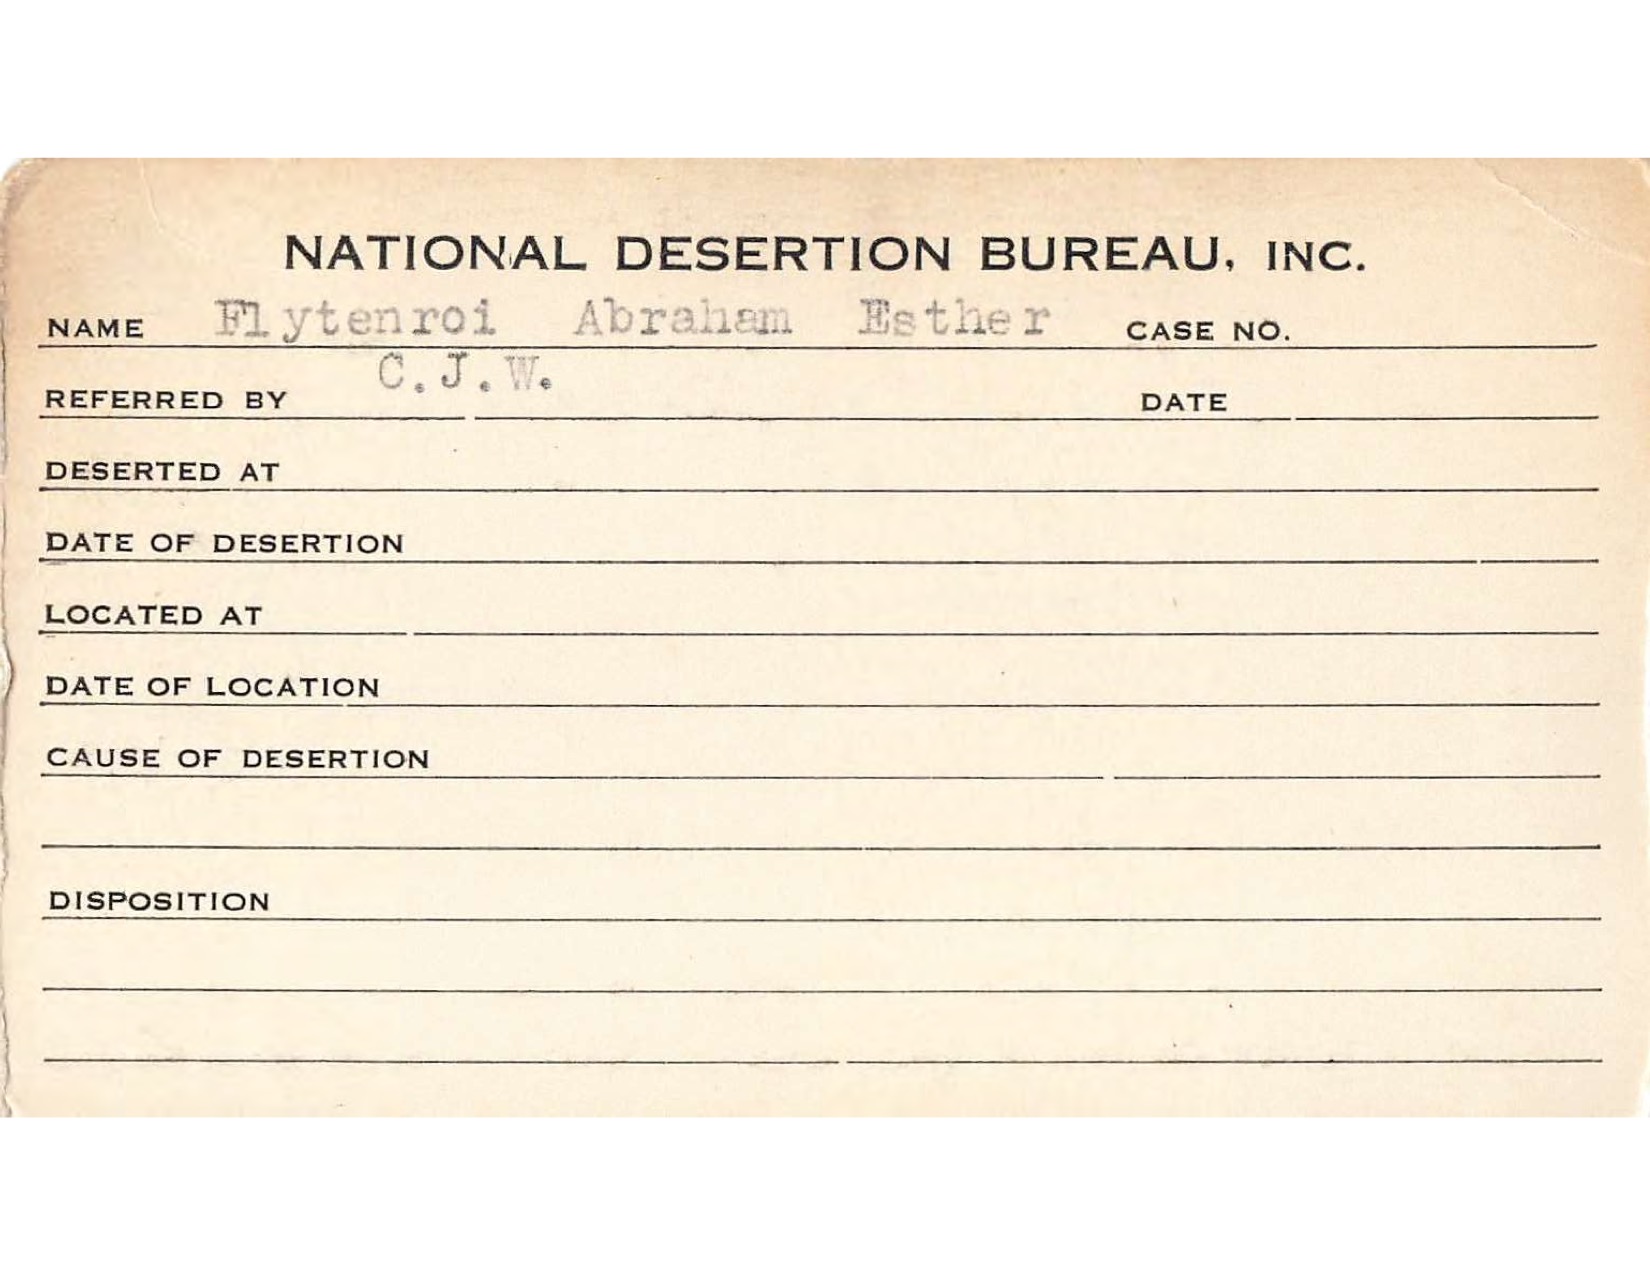 NATIONAL DESERTION BUREAU, INC.
NAME Flytenroi Abraham Esther CASE NO.
REFERRED BY C.J.W. DATE
DESERTED AT
DATE OF DESERTION
LOCATED AT
DATE OF LOCATION
CAUSE OF DESERTION
DISPOSITION